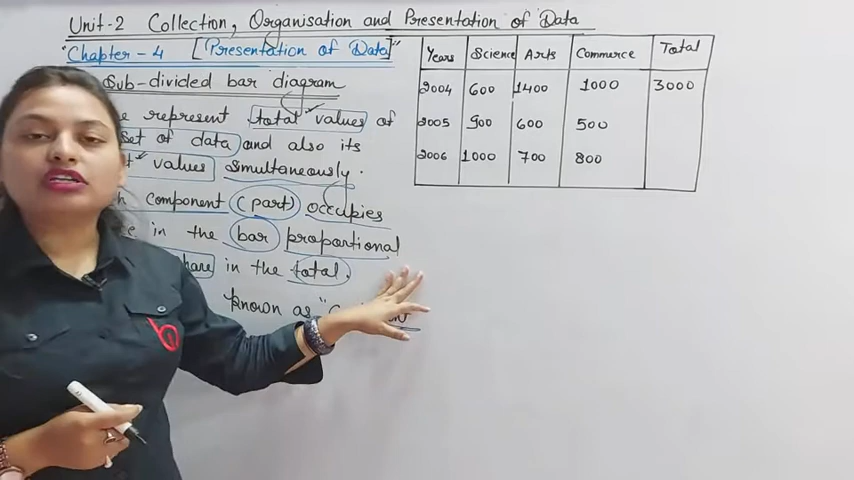 Unit-2 Collection, Organisation and Presentation of Data
"Chapter-4 [Presentation of Data]"
Sub-divided bar diagram
represent total values of
set of data and also its
values simultaneously.
component (part) occupies
in the bar proportional
share in the total.
known as "
Years Science Arts Commerce Total
2004 600 1400 1000 3000
2005 900 600 500
2006 1000 700 800